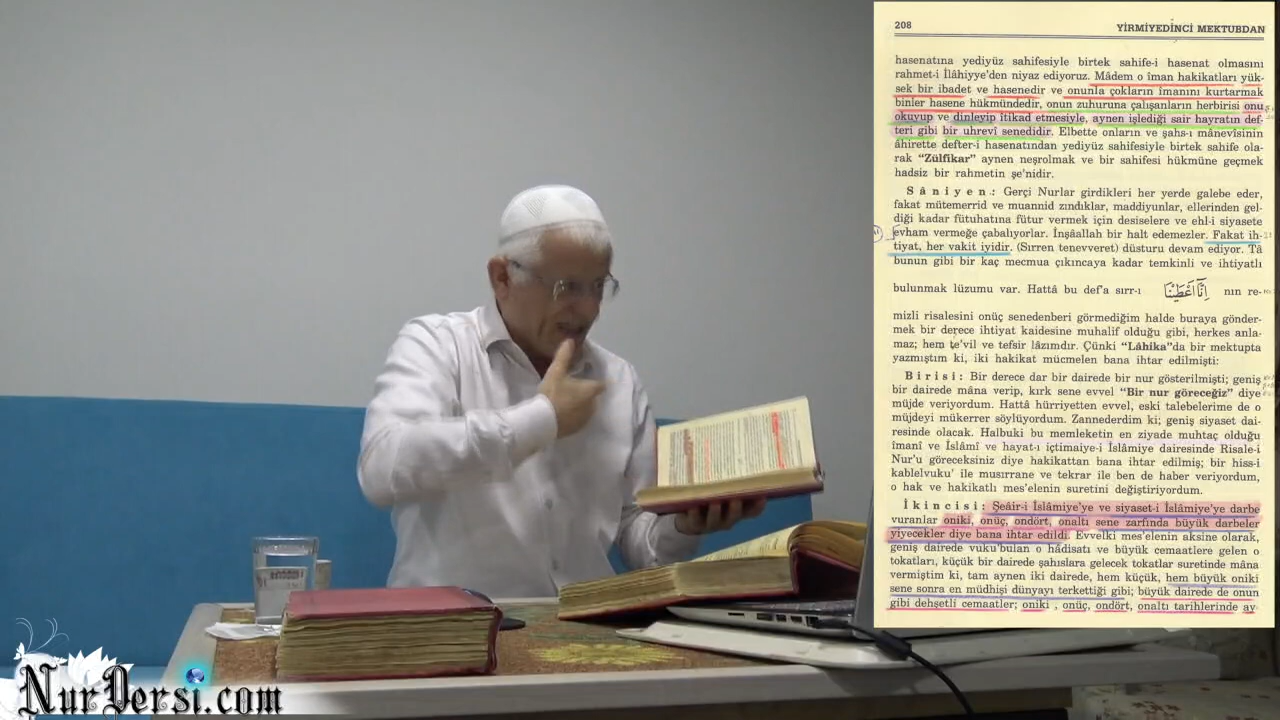 208
YİRMİYEDİNCİ MEKTUBDAN
hasenatına yediyüz sahifesiyle birtek sahife-i hasenat olmasını
rahmet-i İlâhiyye'den niyaz ediyoruz. Mâdem o îman hakikatları yük-
sek bir ibadet ve hasenedir ve onunla çokların îmanını kurtarmak
binler hasene hükmündedir, onun zuhuruna çalışanların herbirisi onu
okuyup ve dinleyip îtikad etmesiyle, aynen işlediği sair hayratın def-
teri gibi bir uhrevî senedidir. Elbette onların ve şahs-ı mânevîsinin
âhirette defter-i hasenatından yediyüz sahifesiyle birtek sahife ola-
rak “Zülfikar” aynen neşrolmak ve bir sahifesi hükmüne geçmek
hadsiz bir rahmetin şe'nidir.
Sâniyen: Gerçi Nurlar girdikleri her yerde galebe eder,
fakat mütemerrid ve muannid zındıklar, maddiyunlar, ellerinden gel-
diği kadar fütuhatına fütur vermek için desiselere ve ehl-i siyasete
evham vermeğe çabalıyorlar. İnşâallah bir halt edemezler. Fakat ih-
tiyat, her vakit iyidir. (Sırren tenevveret) düsturu devam ediyor. Tâ
bunun gibi bir kaç mecmua çıkıncaya kadar temkinli ve ihtiyatlı
bulunmak lüzumu var. Hattâ bu def'a sırr-ı اِنَّٓا اَعْطَيْنَا nın re-
mizli risalesini onüç senedenberi görmediğim halde buraya gönder-
mek bir derece ihtiyat kaidesine muhalif olduğu gibi, herkes anla-
maz; hem te'vil ve tefsir lâzımdır. Çünki “Lâhika”da bir mektupta
yazmıştım ki, iki hakikat mücmelen bana ihtar edilmişti:
Birisi: Bir derece dar bir dairede bir nur gösterilmişti; geniş
bir dairede mâna verip, kırk sene evvel “Bir nur göreceğiz” diye
müjde veriyordum. Hattâ hürriyetten evvel, eski talebelerime de o
müjdeyi mükerrer söylüyordum. Zannederdim ki; geniş siyaset dai-
resinde olacak. Halbuki bu memleketin en ziyade muhtaç olduğu
îmanî ve İslâmî ve hayat-ı içtimaiye-i İslâmiye dairesinde Risale-i
Nur'u göreceksiniz diye hakikattan bana ihtar edilmiş; bir hiss-i
kablelvuku' ile musırrane ve tekrar ile ben de haber veriyordum,
o hak ve hakikatlı mes'elenin suretini değiştiriyordum.
İkincisi: Şeâir-i İslâmiye'ye ve siyaset-i İslâmiye'ye darbe
vuranlar oniki, onüç, ondört, onaltı sene zarfında büyük darbeler
yiyecekler diye bana ihtar edildi. Evvelki mes'elenin aksine olarak,
geniş dairede vuku'bulan o hâdisatı ve büyük cemaatlere gelen o
tokatları, küçük bir dairede şahıslara gelecek tokatlar suretinde mâna
vermiştim ki, tam aynen iki dairede, hem küçük, hem büyük oniki
sene sonra en müdhişi dünyayı terkettiği gibi; büyük dairede de onun
gibi dehşetli cemaatler; oniki , onüç, ondört, onaltı tarihlerinde ay-
NurDersi.com